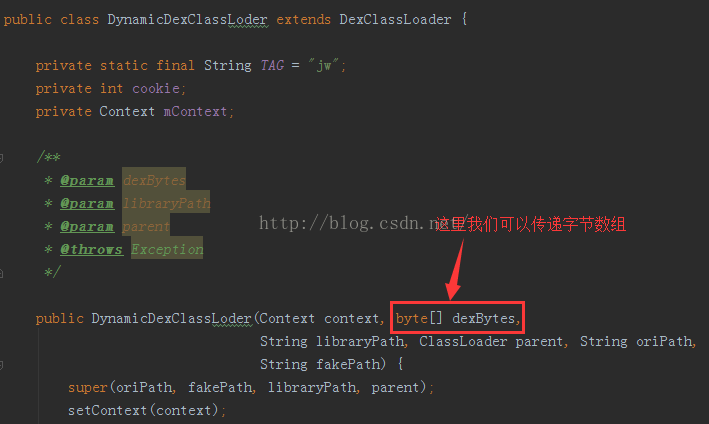 public class DynamicDexClassLoder extends DexClassLoader {
private static final String TAG = "jw";
private int cookie;
private Context mContext;
/**
* @param dexBytes
* @param libraryPath
* @param parent
http://blog.csdn.net/
这里我们可以传递字节数组
* @throws Exception
*/
public DynamicDexClassLoder(Context context, byte[] dexBytes,
String libraryPath, ClassLoader parent, String oriPath,
String fakePath) {
super(oriPath, fakePath, libraryPath, parent);
setContext(context);